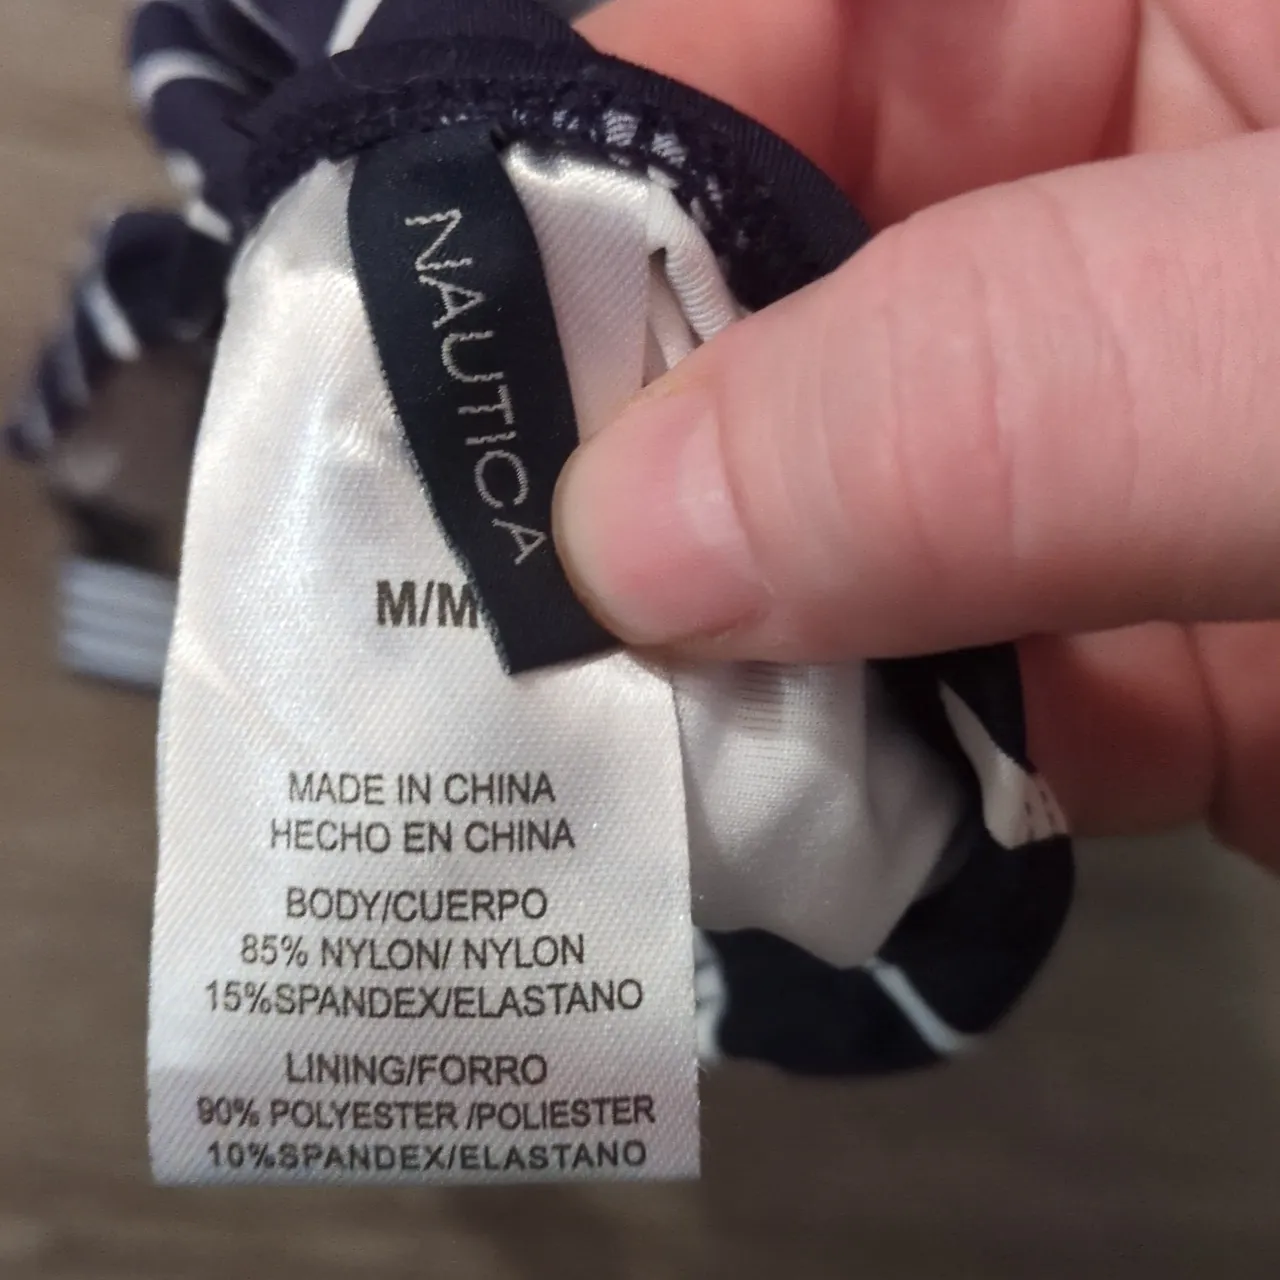 NAUTICA
M/M
MADE IN CHINA
HECHO EN CHINA
BODY/CUERPO
85% NYLON/ NYLON
15%SPANDEX/ELASTANO
LINING/FORRO
90% POLYESTER /POLIESTER
10%SPANDEX/ELASTANO